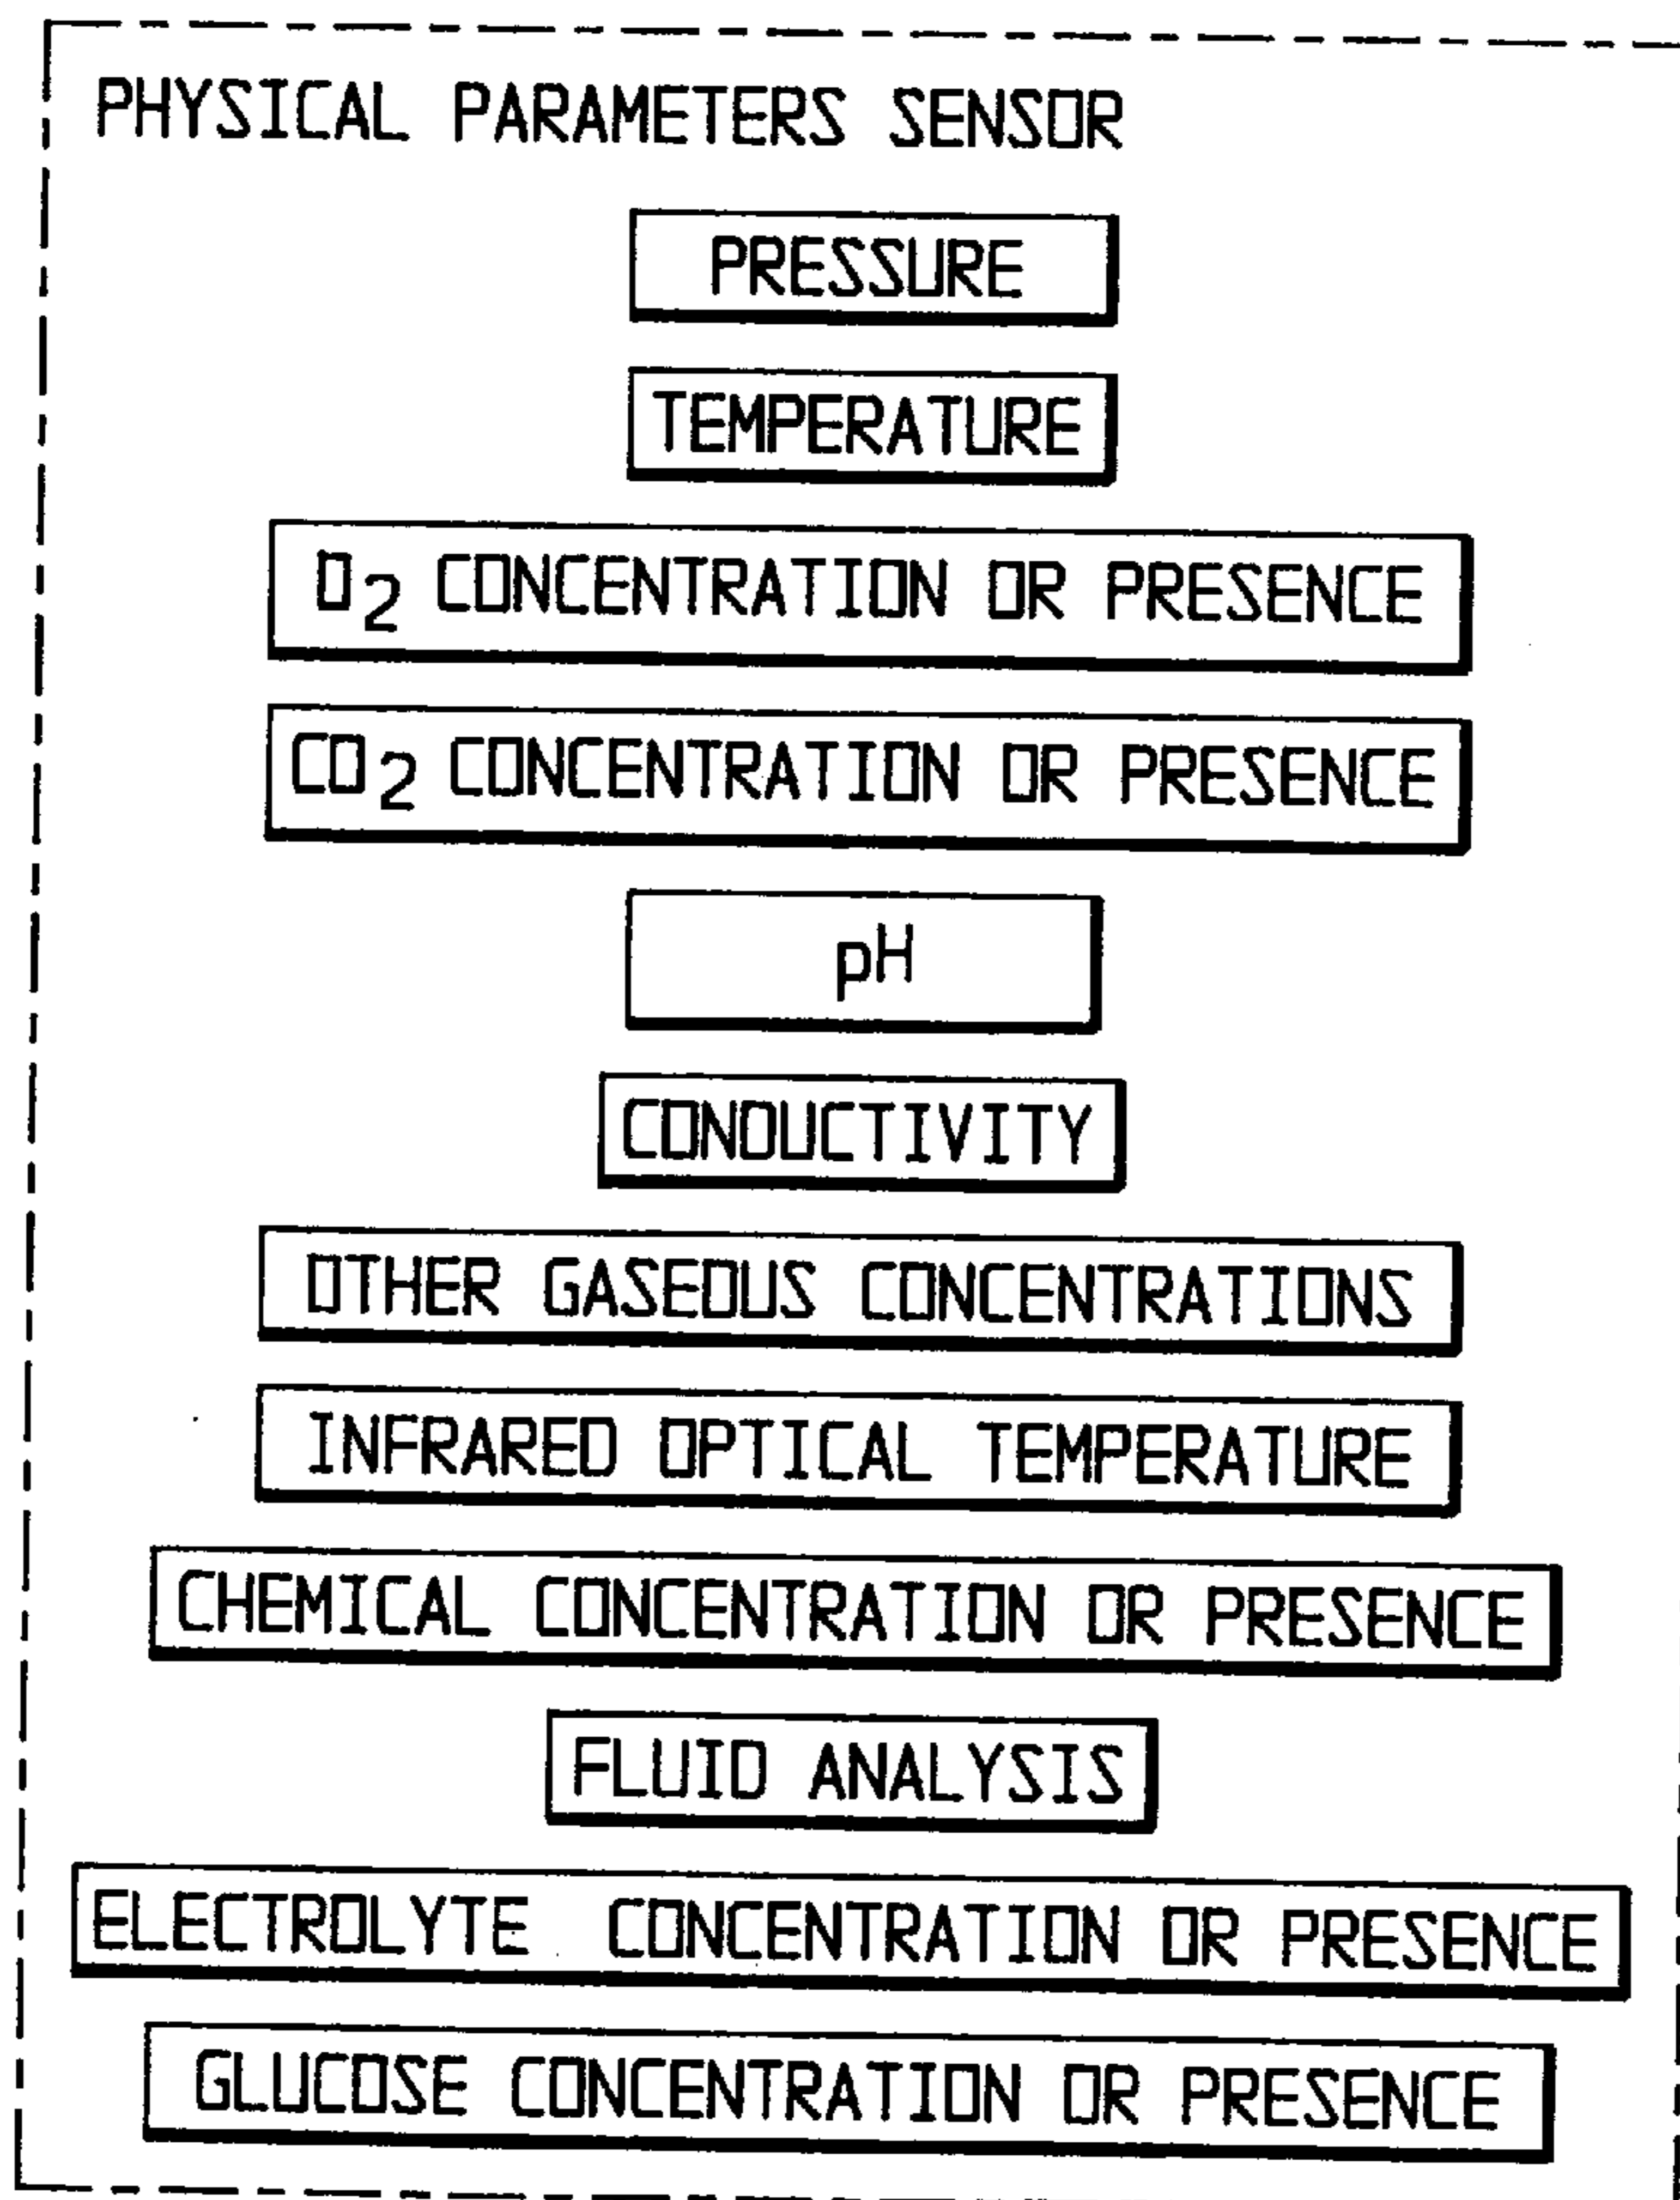 PHYSICAL PARAMETERS SENSOR
PRESSURE
TEMPERATURE
O2 CONCENTRATION OR PRESENCE
CO2 CONCENTRATION OR PRESENCE
pH
CONDUCTIVITY
OTHER GASEOUS CONCENTRATIONS
INFRARED OPTICAL TEMPERATURE
CHEMICAL CONCENTRATION OR PRESENCE
FLUID ANALYSIS
ELECTROLYTE CONCENTRATION OR PRESENCE
GLUCOSE CONCENTRATION OR PRESENCE